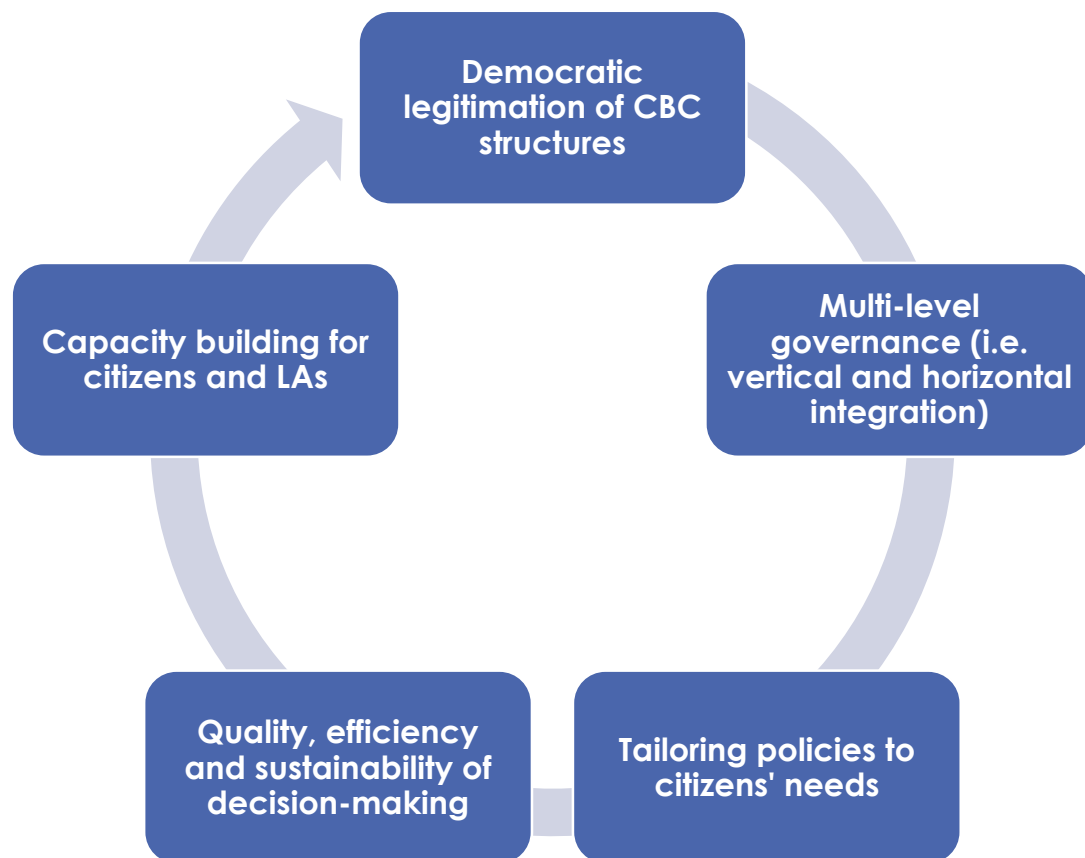 Democratic
legitimation of CBC
structures
Multi-level
governance (i.e.
vertical and horizontal
integration)
Tailoring policies to
citizens' needs
Quality, efficiency
and sustainability of
decision-making
Capacity building for
citizens and LAs